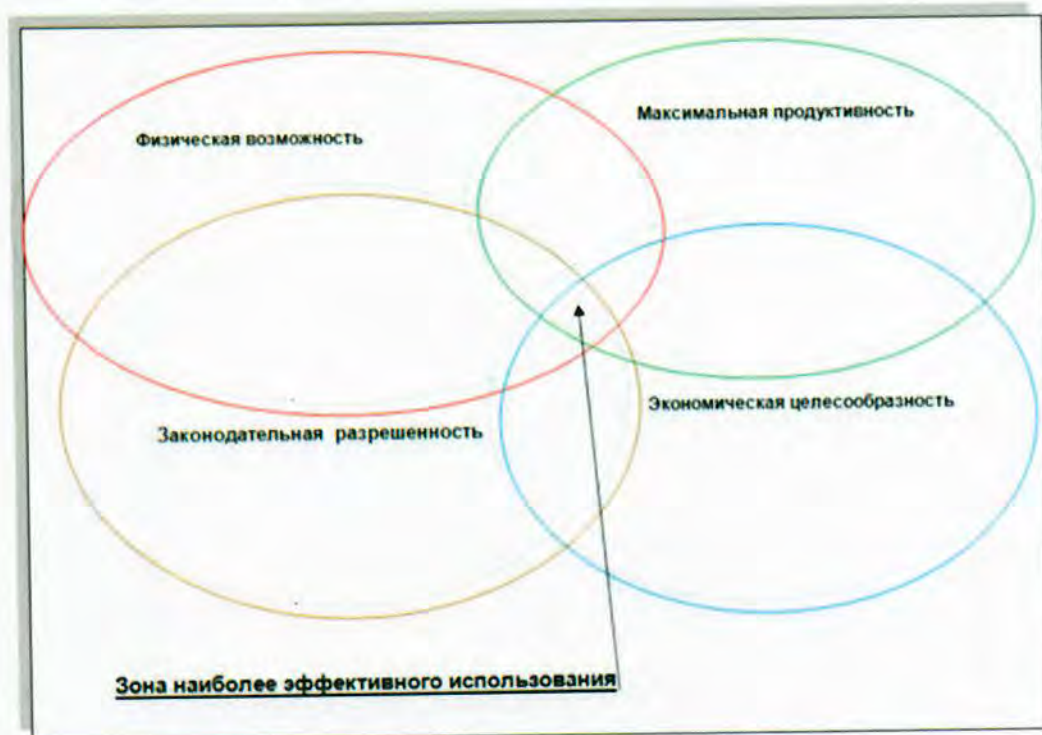 Максимальная продуктивность
Физическая возможность
Экономическая целесообразность
Законодательная разрешенность
Зона наиболее эффективного использования